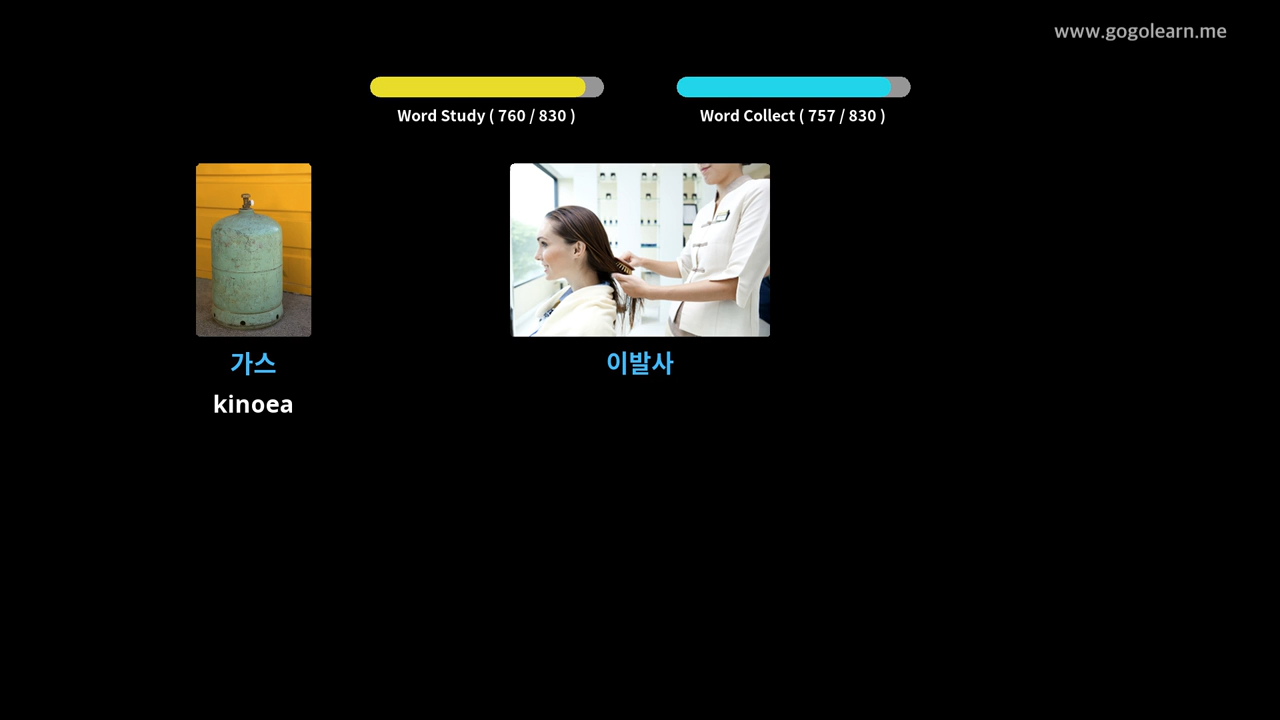 www.gogolearn.me
Word Study ( 760 / 830 )
Word Collect ( 757 / 830 )
가스
이발사
kinoea